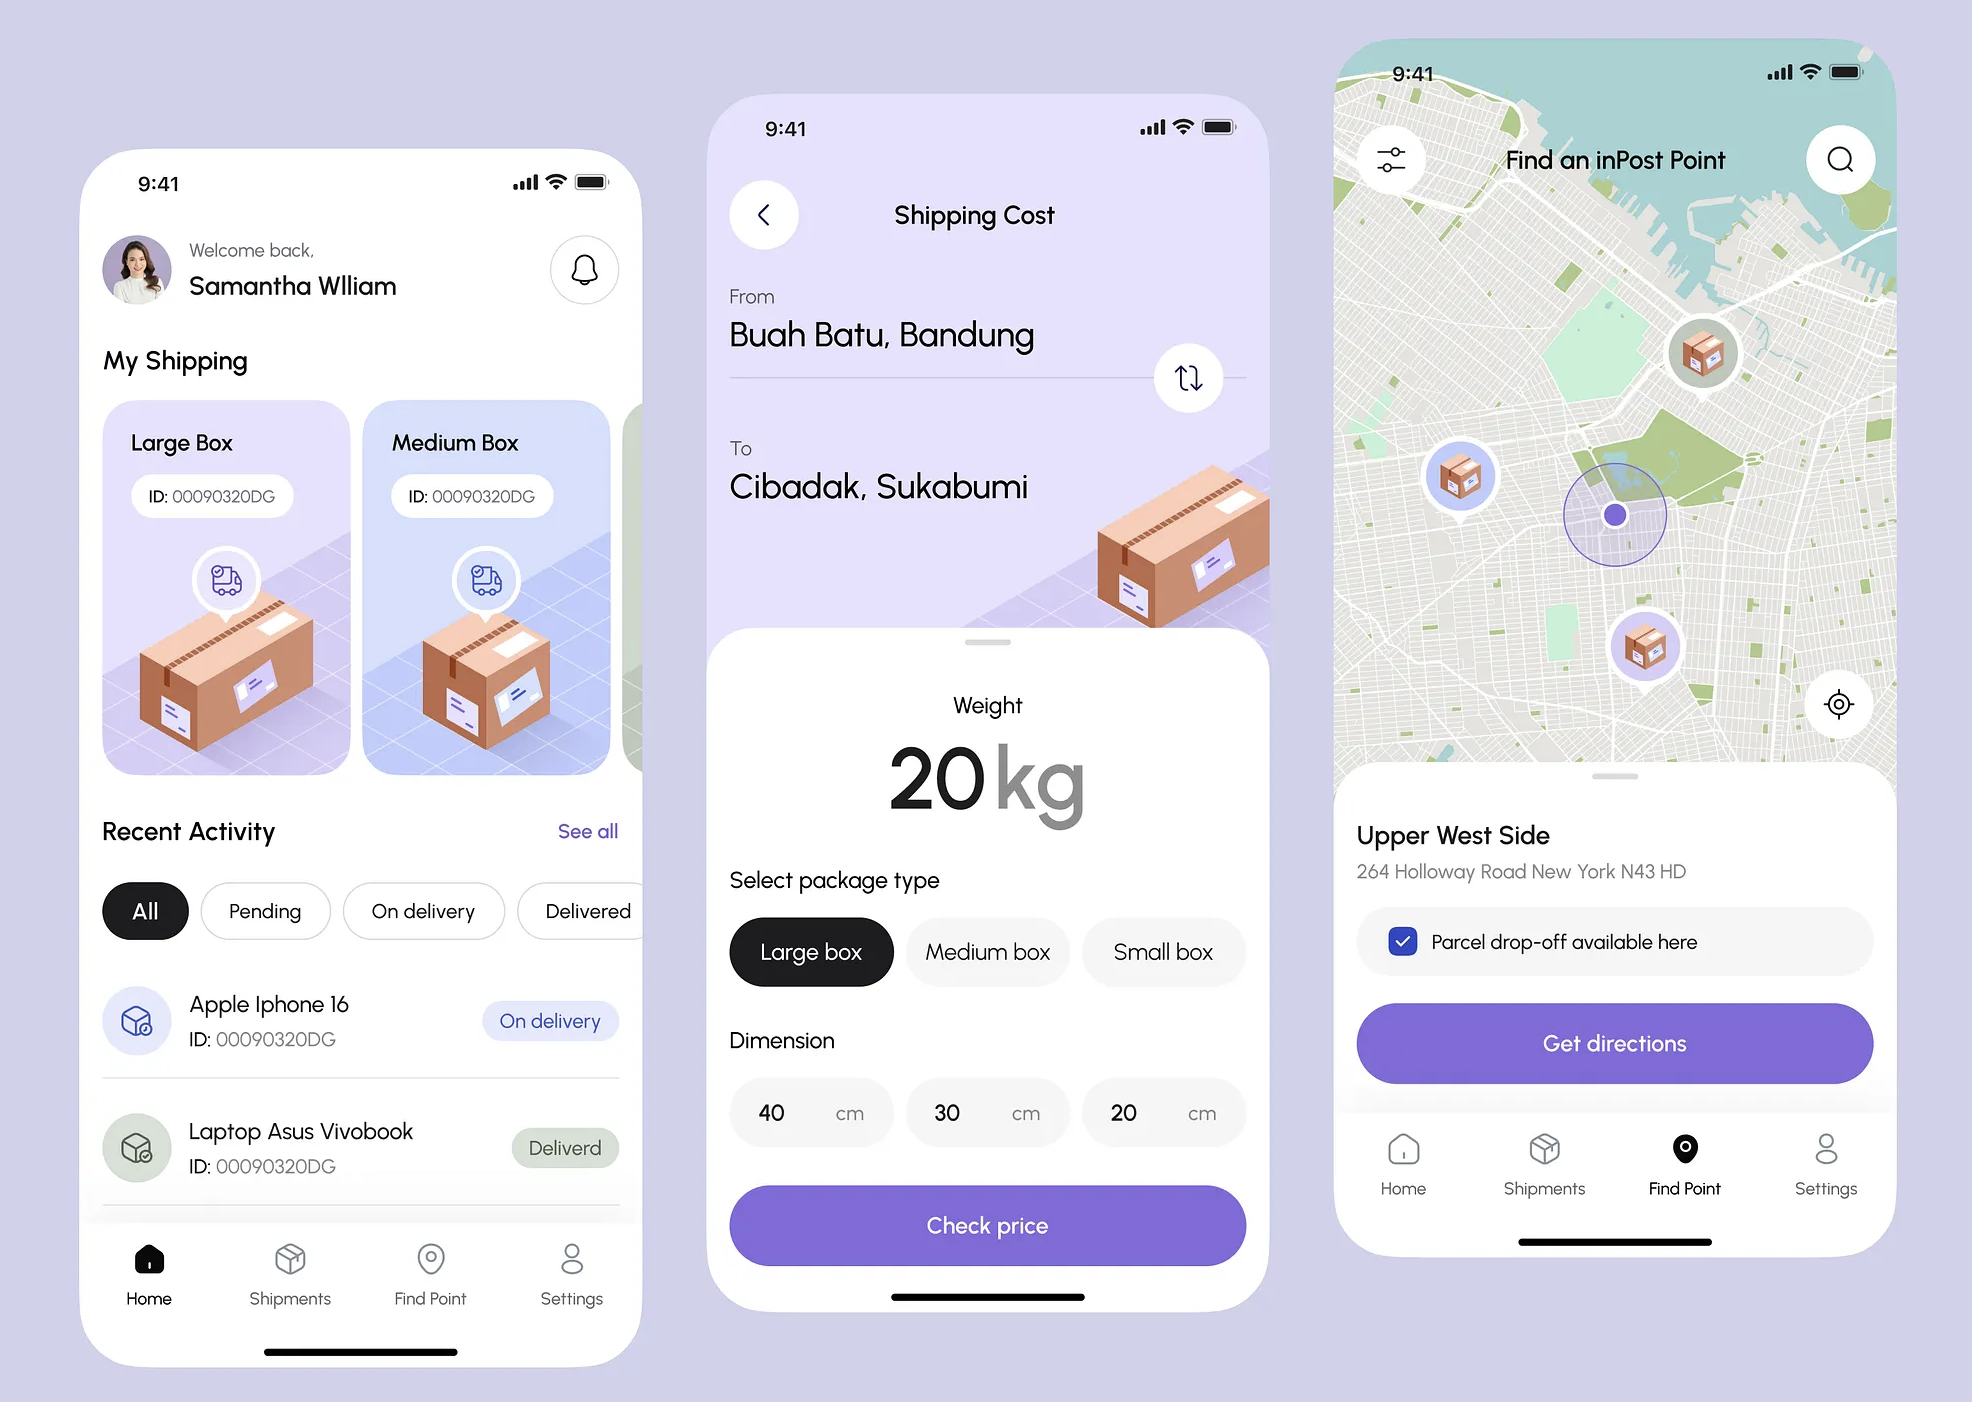 9:41
Welcome back,
Samantha Wlliam
My Shipping
Large Box
ID: 00090320DG
Medium Box
ID: 00090320DG
Recent Activity
See all
All
Pending
On delivery
Delivered
Apple Iphone 16
ID: 00090320DG
On delivery
Laptop Asus Vivobook
ID: 00090320DG
Deliverd
Home
Shipments
Find Point
Settings
9:41
Shipping Cost
From
Buah Batu, Bandung
To
Cibadak, Sukabumi
Weight
20 kg
Select package type
Large box
Medium box
Small box
Dimension
40 cm
30 cm
20 cm
Check price
9:41
Find an inPost Point
Upper West Side
264 Holloway Road New York N43 HD
Parcel drop-off available here
Get directions
Home
Shipments
Find Point
Settings